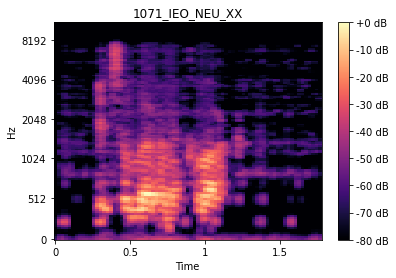 1071_IEO_NEU_XX
8192
4096
2048
1024
512
0
Hz
0
0.5
1
1.5
Time
+0 dB
-10 dB
-20 dB
-30 dB
-40 dB
-50 dB
-60 dB
-70 dB
-80 dB